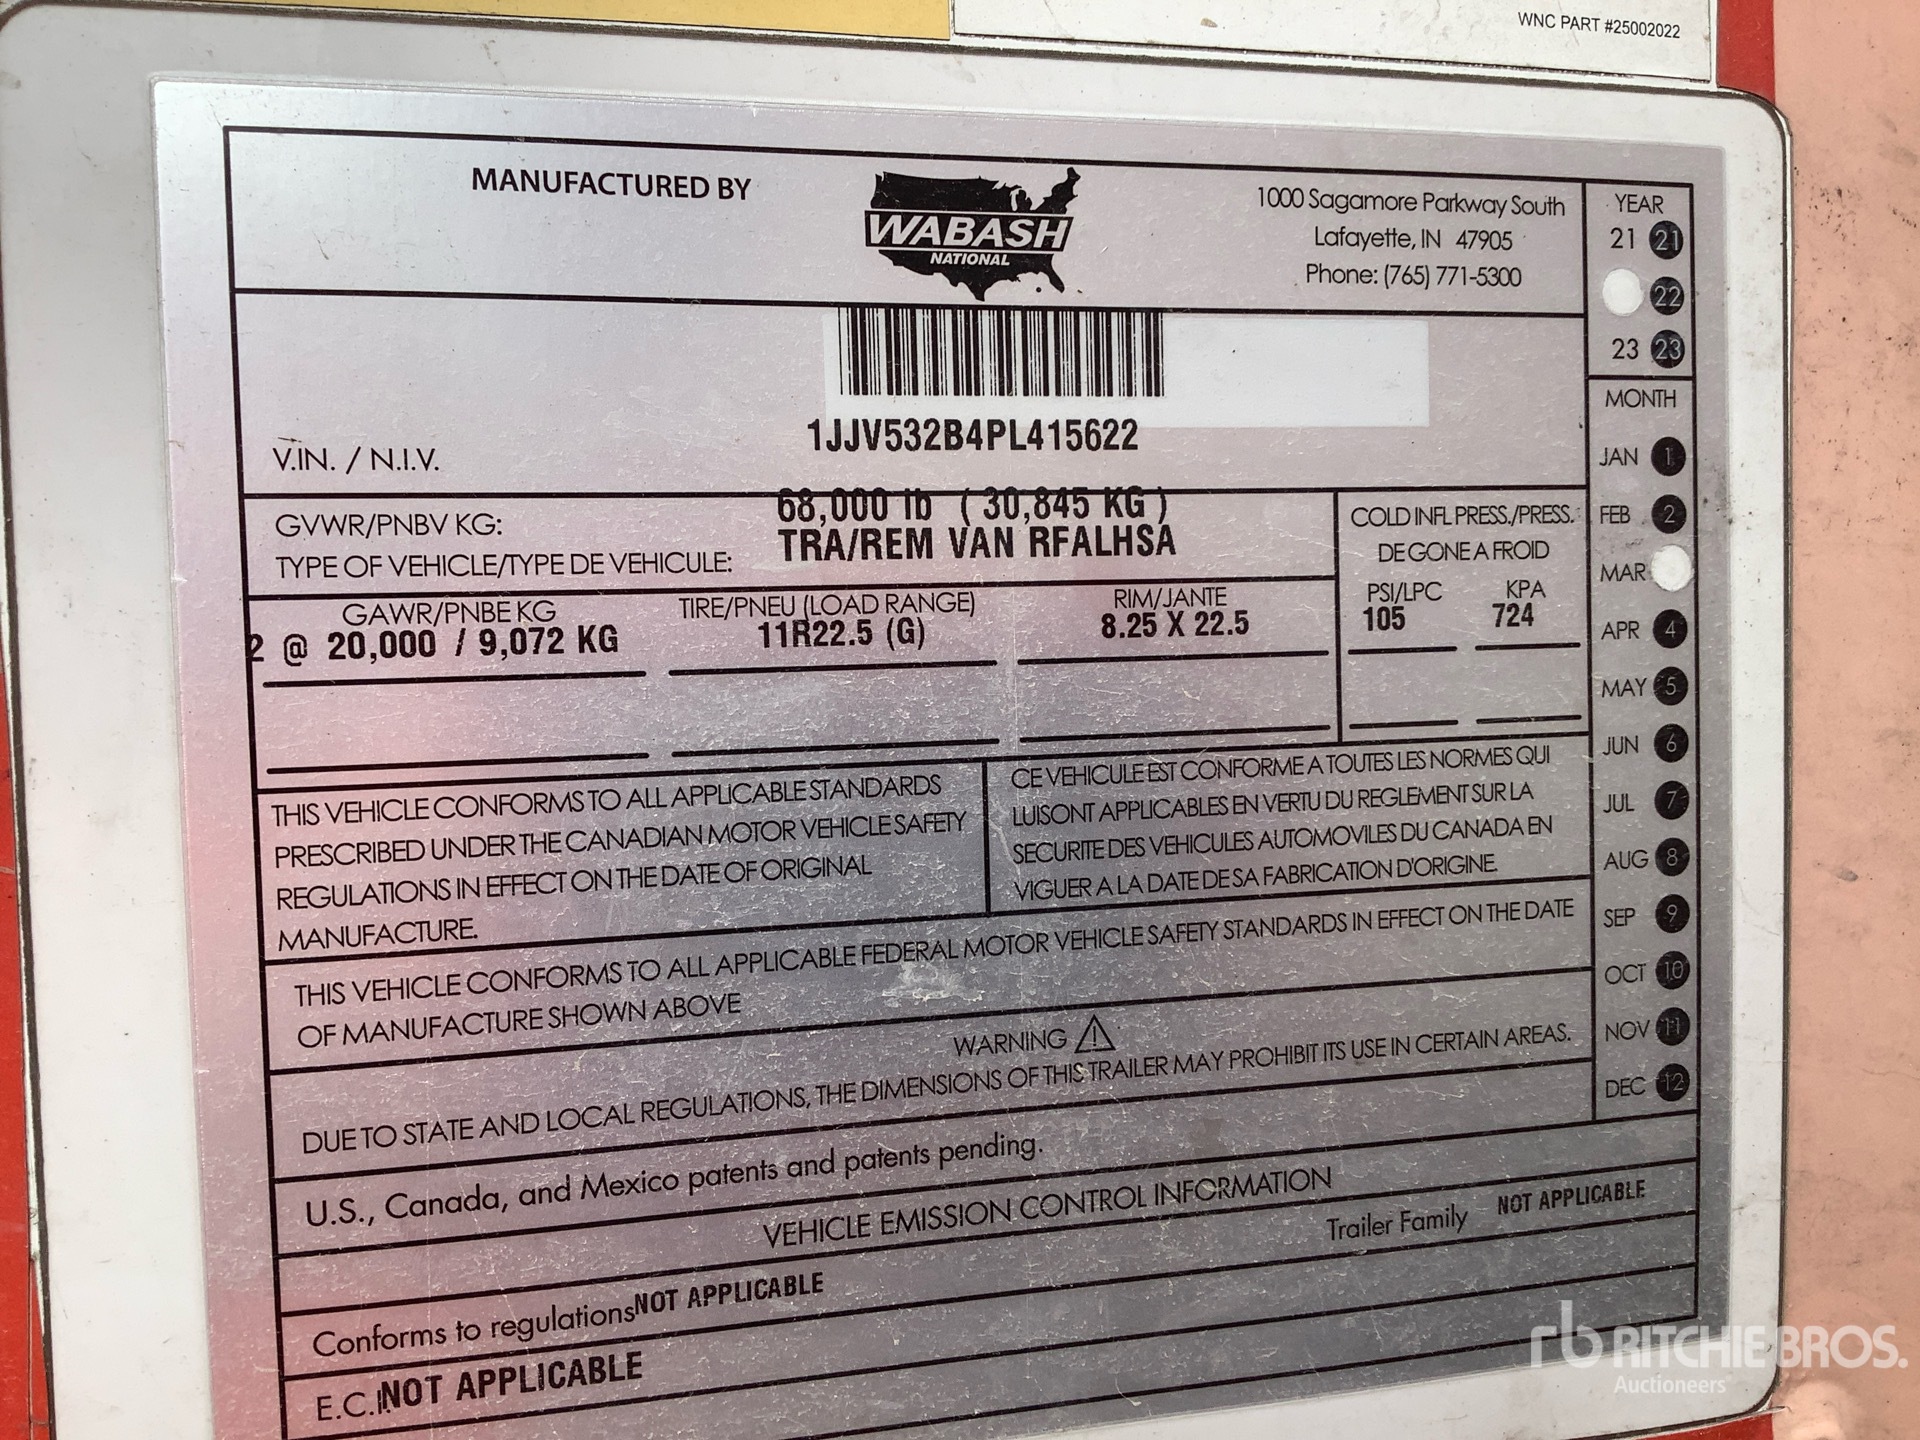 WNC PART #25002022
MANUFACTURED BY
WABASH
NATIONAL
1000 Sagamore Parkway South
Lafayette, IN 47905
Phone: (765) 771-5300
YEAR
21 21
22
23 23
1JJV532B4PL415622
V.IN. / N.I.V.
GVWR/PNBV KG: 68,000 lb ( 30,845 KG )
TYPE OF VEHICLE/TYPE DE VEHICULE: TRA/REM VAN RFALHSA
GAWR/PNBE KG
2 @ 20,000 / 9,072 KG
TIRE/PNEU (LOAD RANGE)
11R22.5 (G)
RIM/JANTE
8.25 X 22.5
COLD INFL PRESS./PRESS.
DE GONE A FROID
PSI/LPC KPA
105 724
MONTH
JAN 1
FEB 2
MAR
APR 4
MAY 5
JUN 6
JUL 7
AUG 8
SEP 9
OCT 10
NOV 11
DEC 12
THIS VEHICLE CONFORMS TO ALL APPLICABLE STANDARDS
PRESCRIBED UNDER THE CANADIAN MOTOR VEHICLE SAFETY
REGULATIONS IN EFFECT ON THE DATE OF ORIGINAL
MANUFACTURE.
CE VEHICULE EST CONFORME A TOUTES LES NORMES QUI
LUI SONT APPLICABLES EN VERTU DU REGLEMENT SUR LA
SECURITE DES VEHICULES AUTOMOVILES DU CANADA EN
VIGUER A LA DATE DE SA FABRICATION D'ORIGINE.
THIS VEHICLE CONFORMS TO ALL APPLICABLE FEDERAL MOTOR VEHICLE SAFETY STANDARDS IN EFFECT ON THE DATE
OF MANUFACTURE SHOWN ABOVE
WARNING
DUE TO STATE AND LOCAL REGULATIONS, THE DIMENSIONS OF THIS TRAILER MAY PROHIBIT ITS USE IN CERTAIN AREAS.
U.S., Canada, and Mexico patents and patents pending.
VEHICLE EMISSION CONTROL INFORMATION
Trailer Family NOT APPLICABLE
Conforms to regulations NOT APPLICABLE
E.C.I. NOT APPLICABLE
rb RITCHIE BROS.
Auctioneers